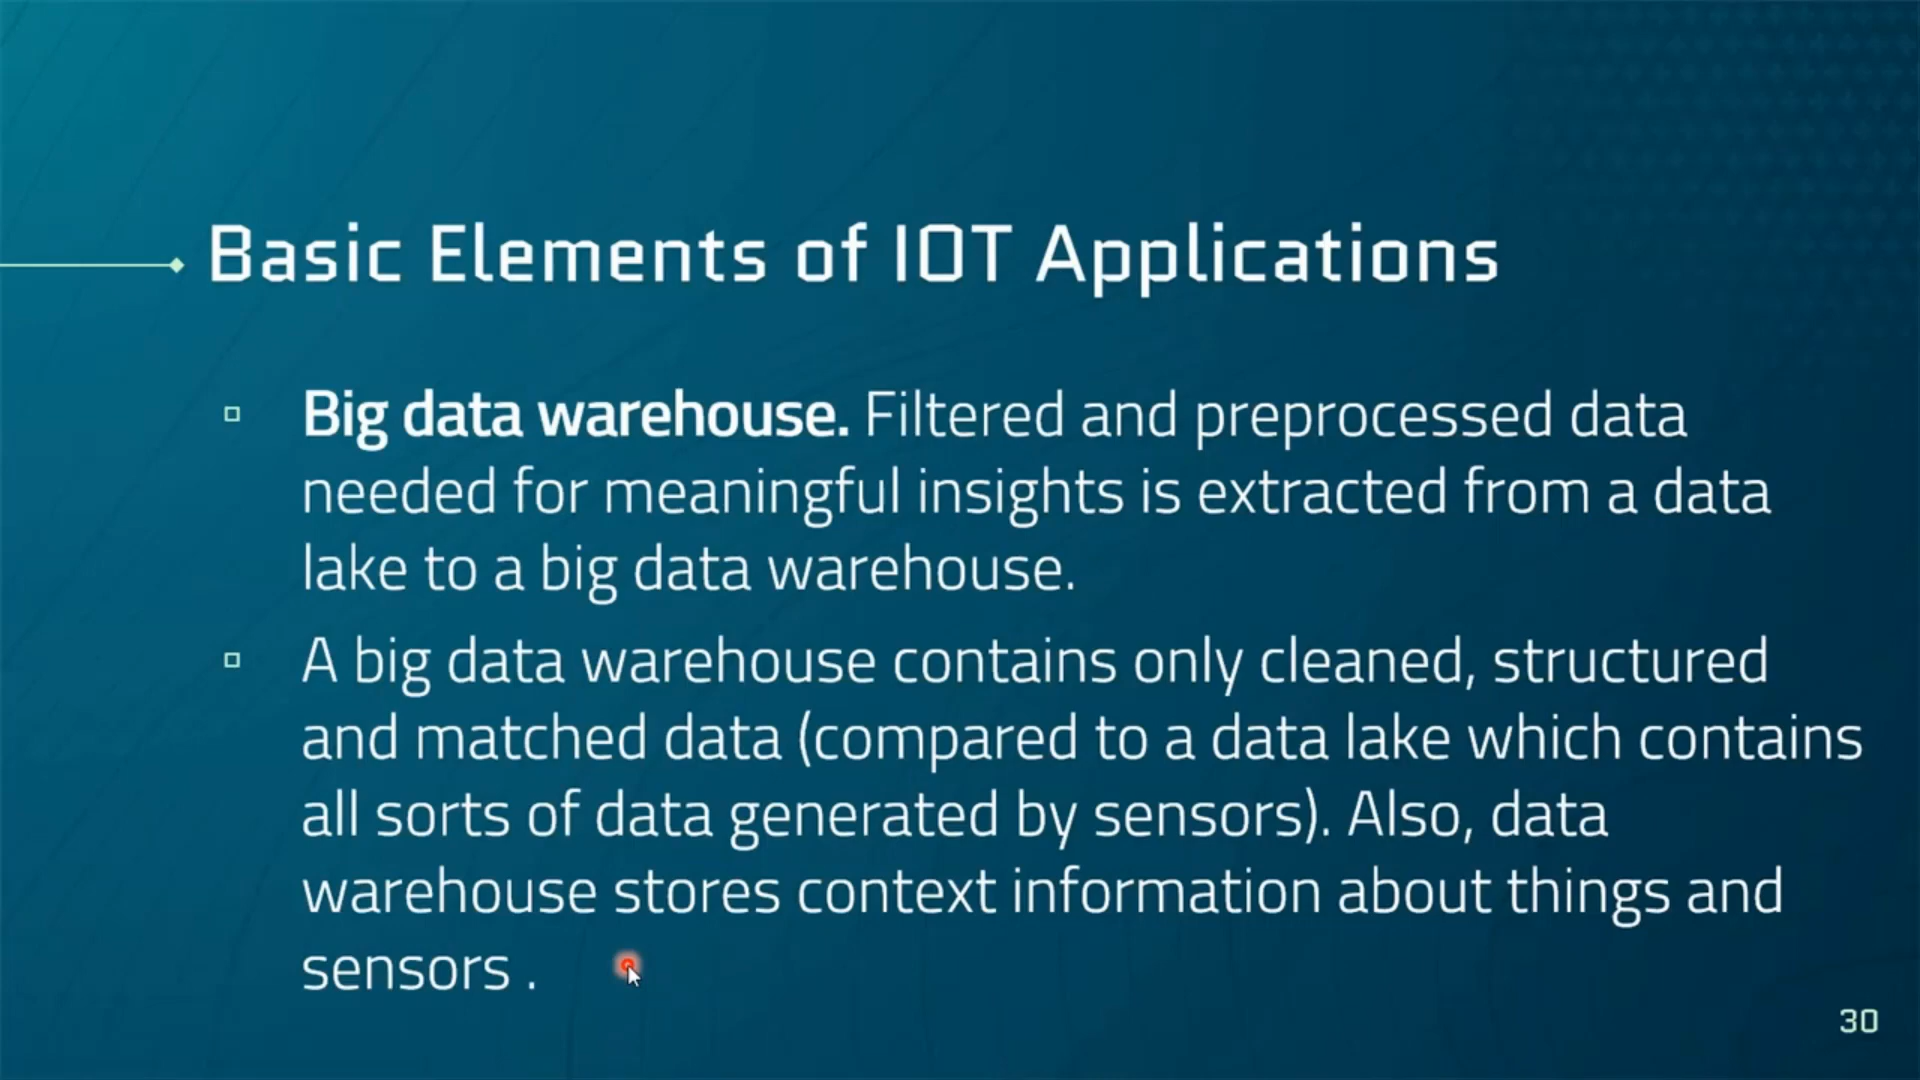 Basic Elements of IOT Applications
Big data warehouse. Filtered and preprocessed data
needed for meaningful insights is extracted from a data
lake to a big data warehouse.
A big data warehouse contains only cleaned, structured
and matched data (compared to a data lake which contains
all sorts of data generated by sensors). Also, data
warehouse stores context information about things and
sensors .
30